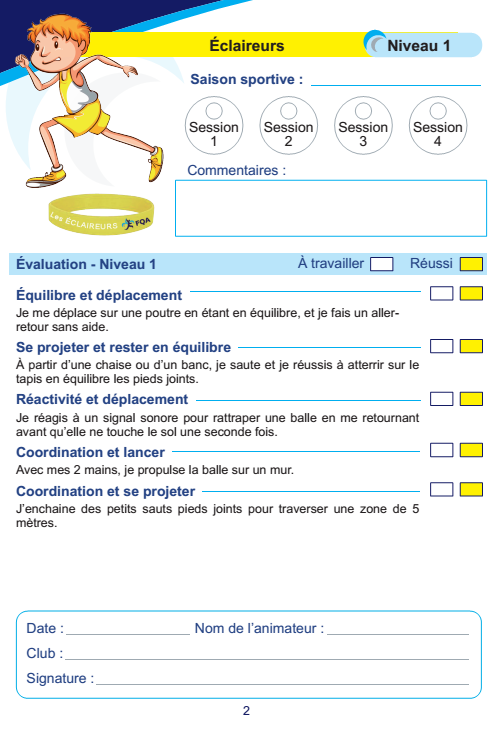 Éclaireurs
Niveau 1
Saison sportive :
Session 1
Session 2
Session 3
Session 4
Commentaires :
Les ÉCLAIREURS FQA
Évaluation - Niveau 1
À travailler
Réussi
Équilibre et déplacement
Je me déplace sur une poutre en étant en équilibre, et je fais un aller-
retour sans aide.
Se projeter et rester en équilibre
À partir d’une chaise ou d’un banc, je saute et je réussis à atterrir sur le
tapis en équilibre les pieds joints.
Réactivité et déplacement
Je réagis à un signal sonore pour rattraper une balle en me retournant
avant qu’elle ne touche le sol une seconde fois.
Coordination et lancer
Avec mes 2 mains, je propulse la balle sur un mur.
Coordination et se projeter
J’enchaine des petits sauts pieds joints pour traverser une zone de 5
mètres.
Date :
Nom de l’animateur :
Club :
Signature :
2